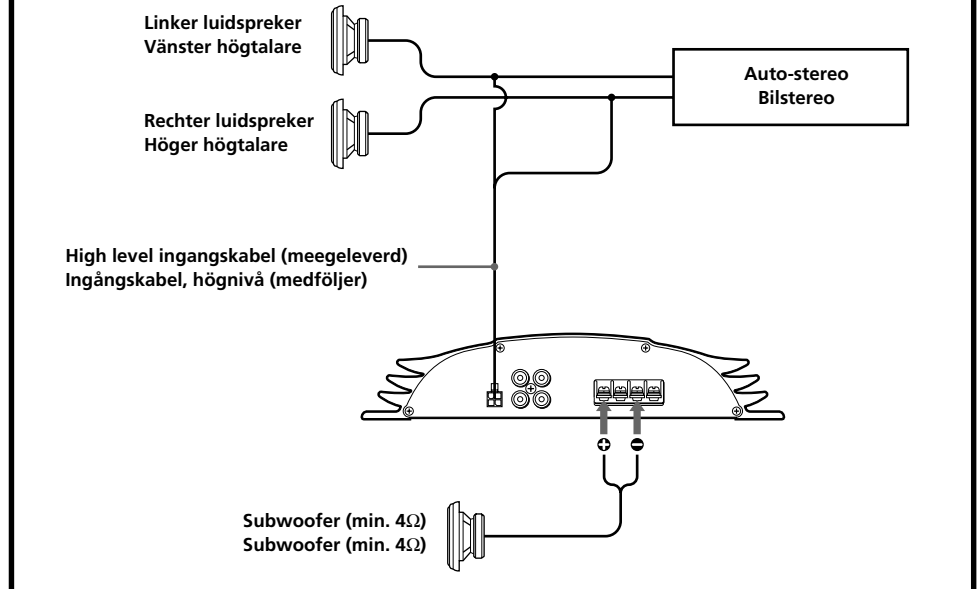 Linker luidspreker
Vänster högtalare
Auto-stereo
Bilstereo
Rechter luidspreker
Höger högtalare
High level ingangskabel (meegeleverd)
Ingångskabel, högnivå (medföljer)
Subwoofer (min. 4Ω)
Subwoofer (min. 4Ω)